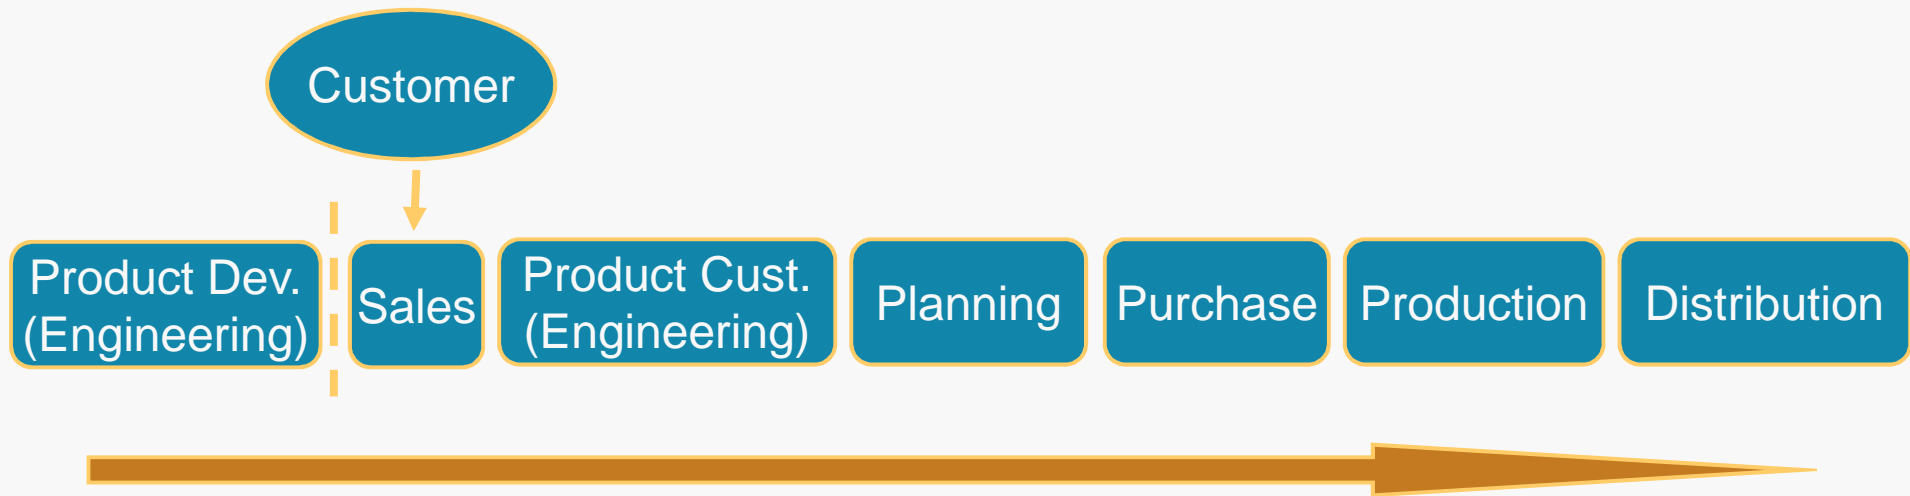 Customer
Product Dev.
(Engineering)
Sales
Product Cust.
(Engineering)
Planning
Purchase
Production
Distribution